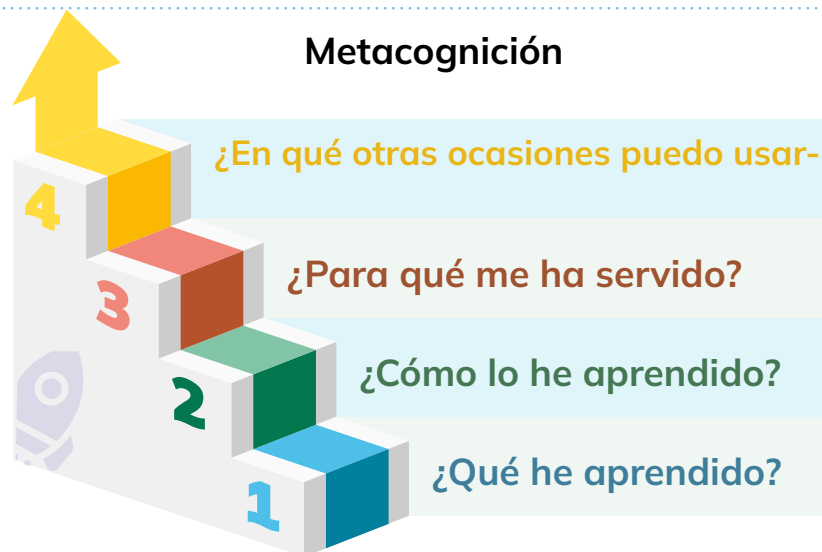 Metacognición
4
¿En qué otras ocasiones puedo usar-
3
¿Para qué me ha servido?
2
¿Cómo lo he aprendido?
1
¿Qué he aprendido?